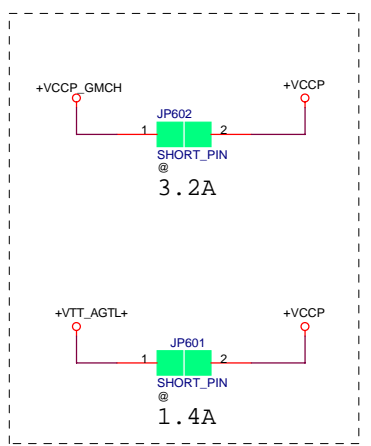 +VCCP_GMCH +VCCP
JP602
1 2
SHORT_PIN
@
3.2A
+VTT_AGTL+ +VCCP
JP601
1 2
SHORT_PIN
@
1.4A